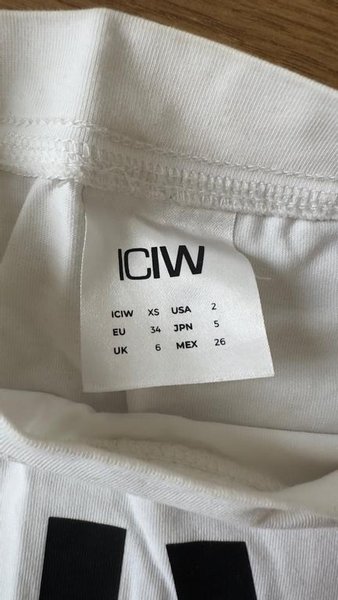 ICIW
ICIW XS USA 2
EU 34 JPN 5
UK 6 MEX 26